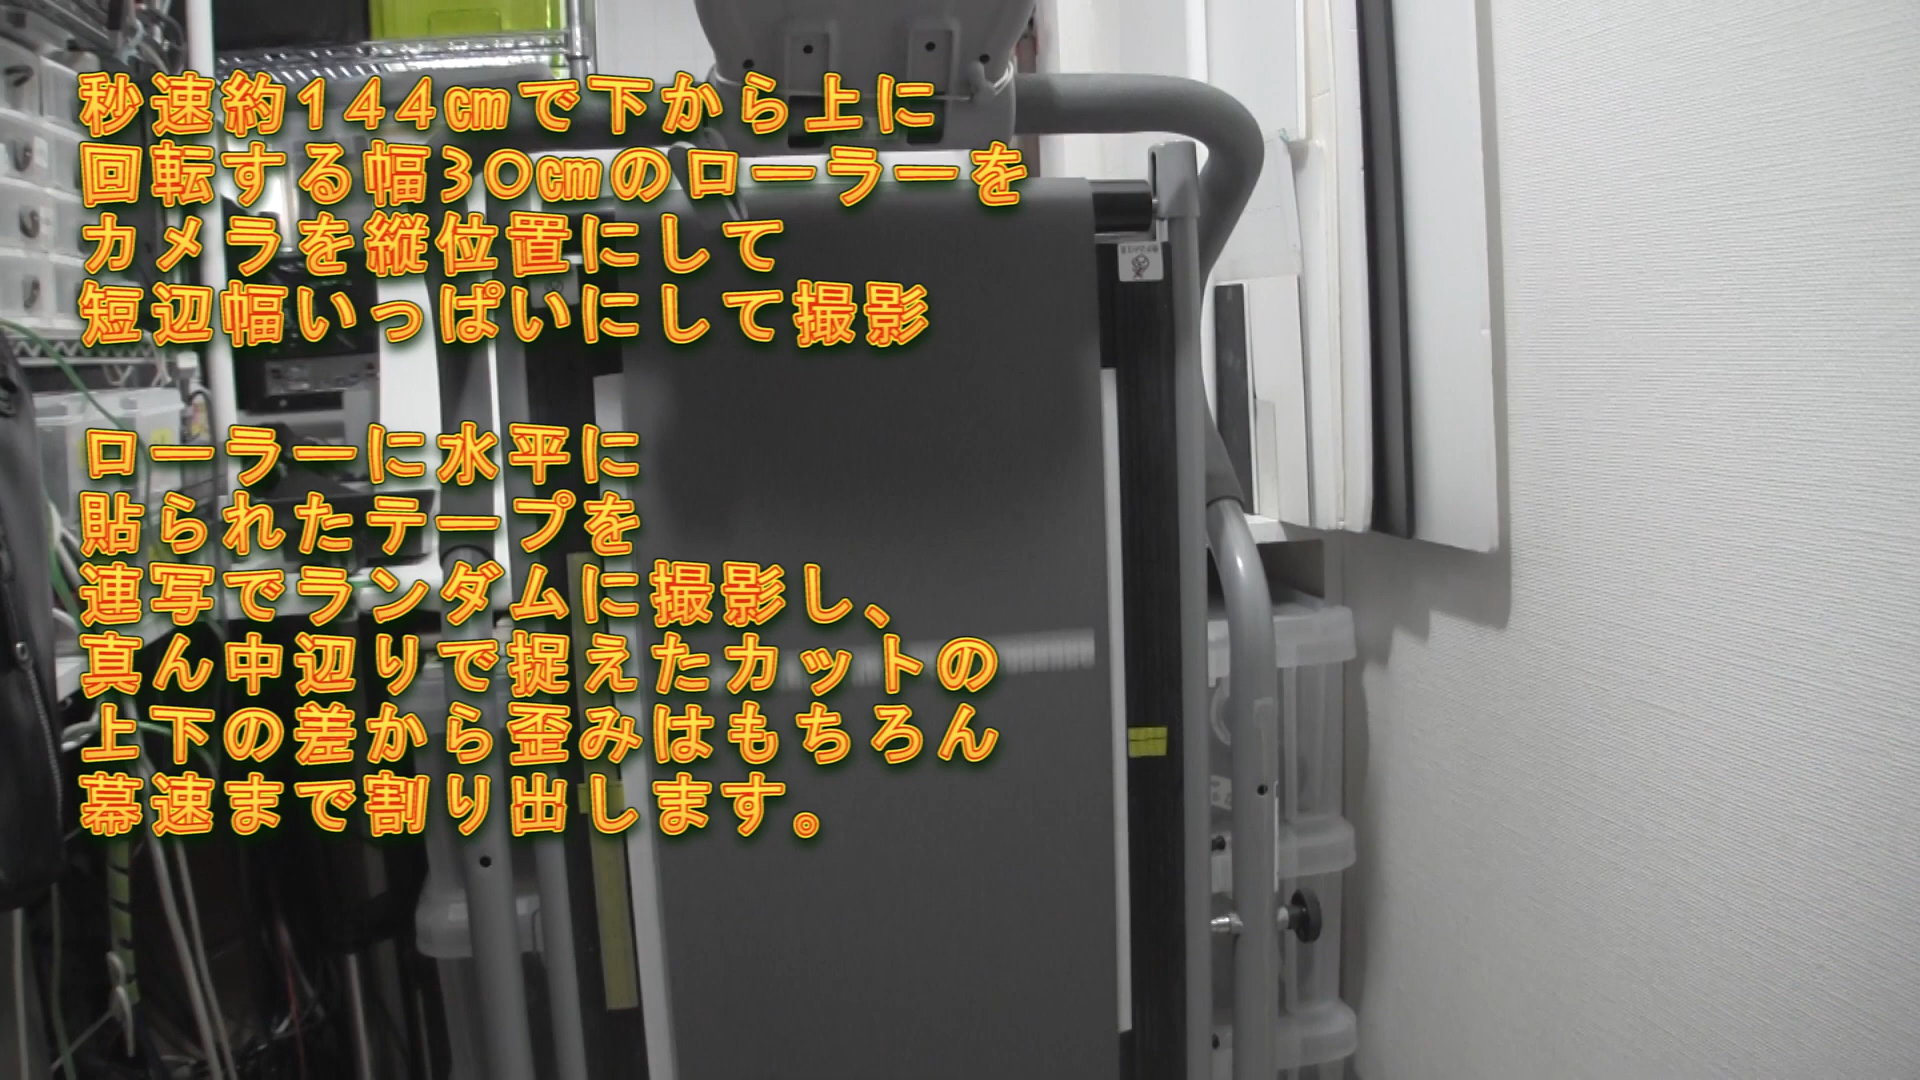 秒速約144㎝で下から上に
回転する幅30㎝のローラーを
カメラを縦位置にして
短辺幅いっぱいにして撮影
ローラーに水平に
貼られたテープを
連写でランダムに撮影し、
真ん中辺りで捉えたカットの
上下の差から歪みはもちろん
幕速まで割り出します。